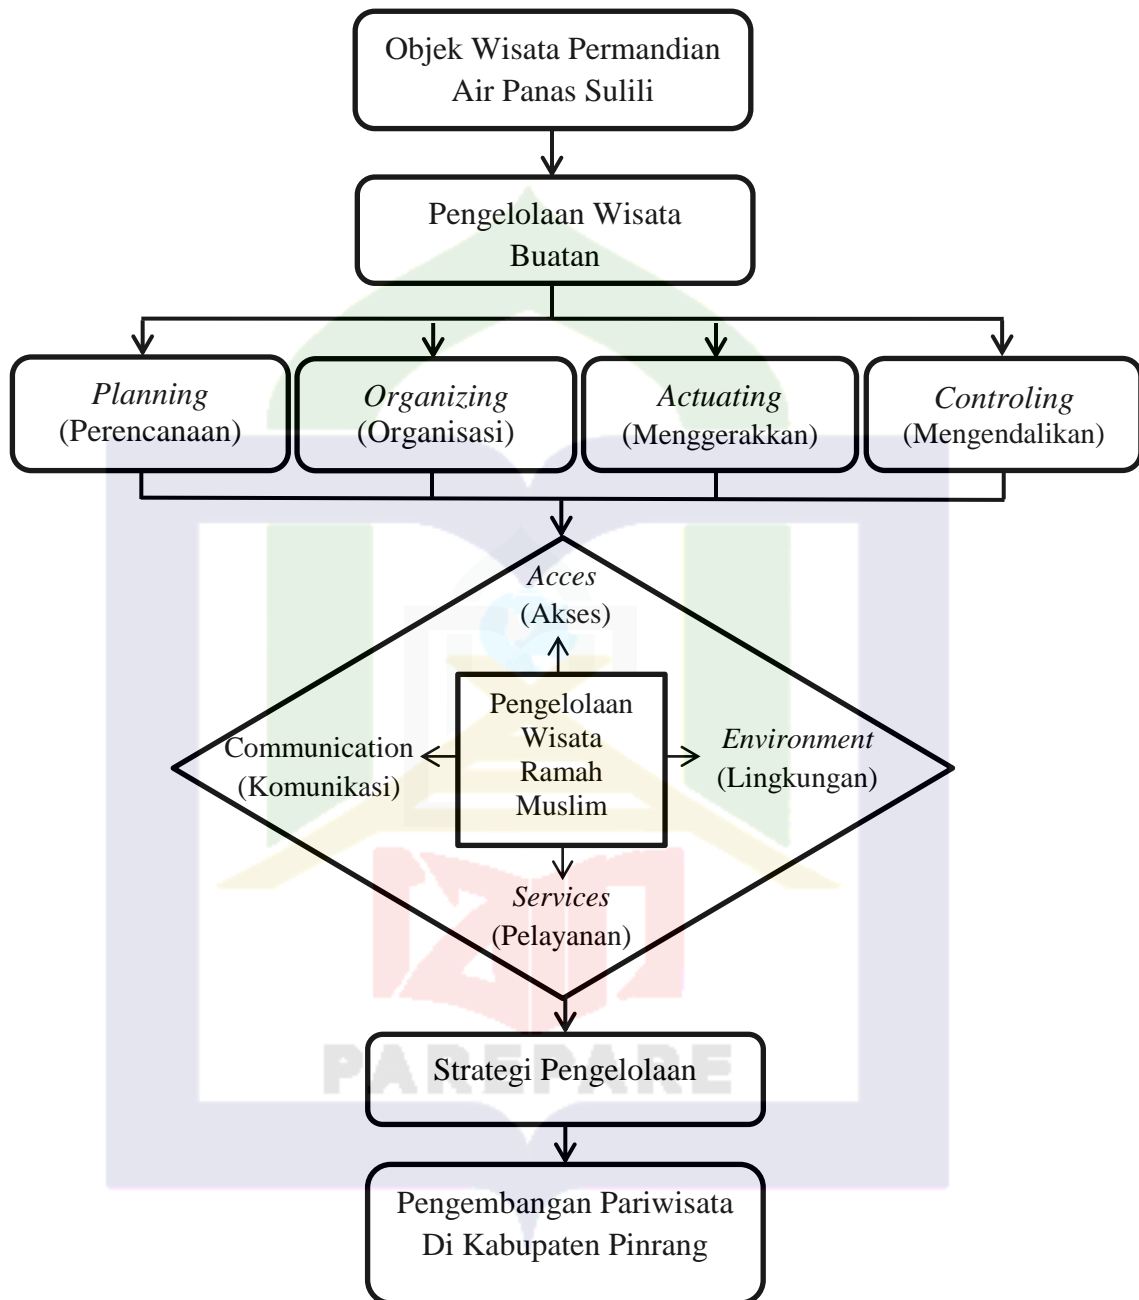 Objek Wisata Permandian
Air Panas Sulili
Pengelolaan Wisata
Buatan
Planning
(Perencanaan)
Organizing
(Organisasi)
Actuating
(Menggerakkan)
Controling
(Mengendalikan)
Acces
(Akses)
Communication
(Komunikasi)
Pengelolaan
Wisata
Ramah
Muslim
Environment
(Lingkungan)
Services
(Pelayanan)
Strategi Pengelolaan
PAREPARE
Pengembangan Pariwisata
Di Kabupaten Pinrang